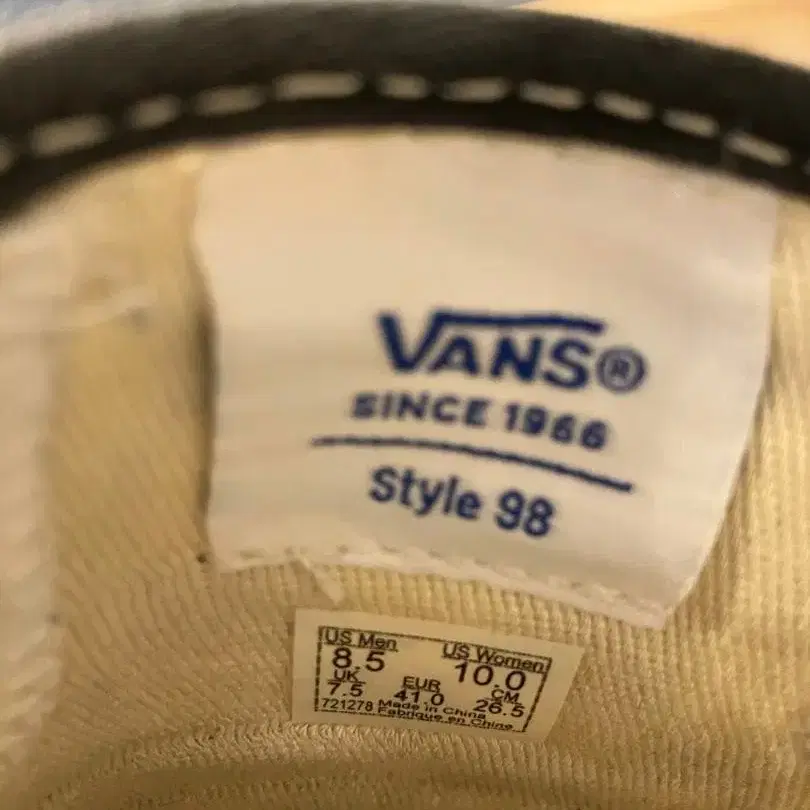 VANS®
SINCE 1966
Style 98
US Men US Women
8.5 10.0
UK EUR CM
7.5 41.0 26.5
721278 Made in China
Fabrique en Chine